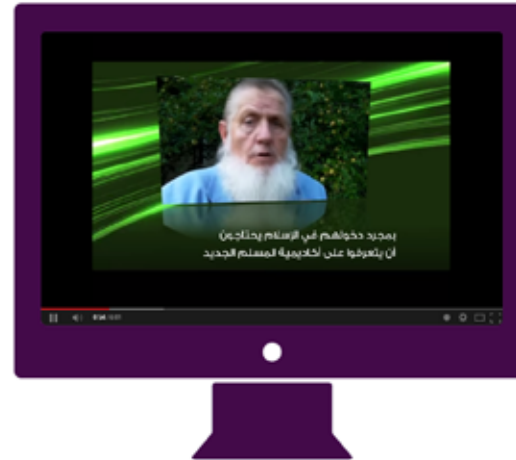 بمجرد دخولهم في الإسلام يحتاجون
أن يتعرفوا على أكاديمية المسلم الجديد